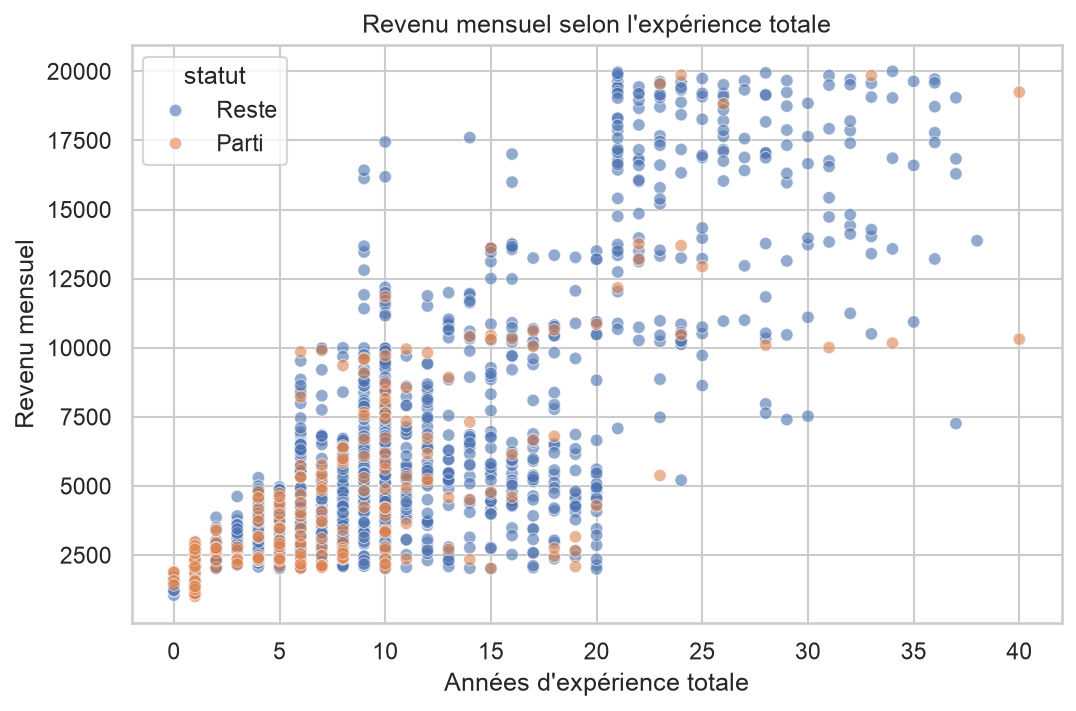 Revenu mensuel selon l'expérience totale
statut
Reste
Parti
Revenu mensuel
20000
17500
15000
12500
10000
7500
5000
2500
0 5 10 15 20 25 30 35 40
Années d'expérience totale